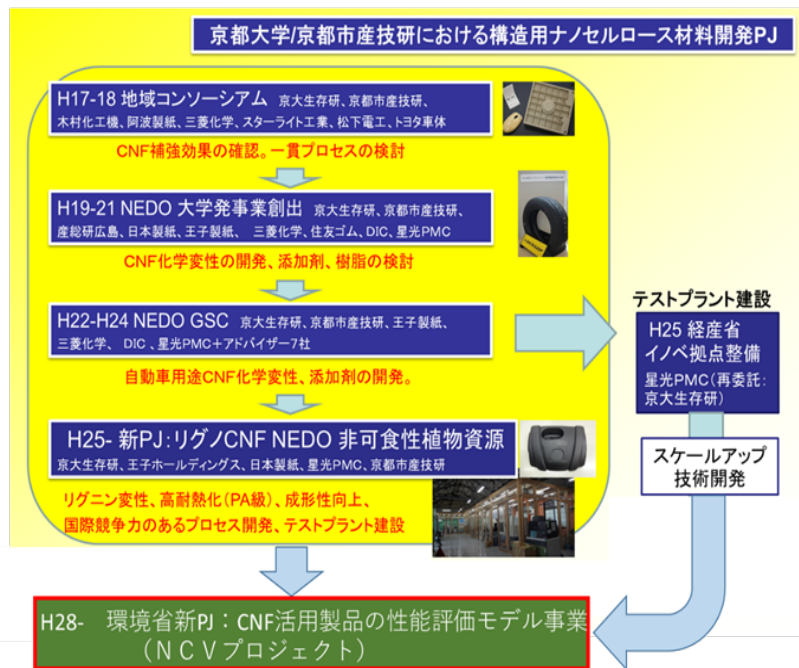 京都大学/京都市産技研における構造用ナノセルロース材料開発PJ
H17-18 地域コンソーシアム 京大生存研、京都市産技研、
木村化工機、阿波製紙、三菱化学、スターライト工業、松下電工、トヨタ車体
CNF補強効果の確認。一貫プロセスの検討
H19-21 NEDO 大学発事業創出 京大生存研、京都市産技研、
産総研広島、日本製紙、王子製紙、 三菱化学、住友ゴム、DIC、星光PMC
CNF化学変性の開発、添加剤、樹脂の検討
H22-H24 NEDO GSC 京大生存研、京都市産技研、王子製紙、
三菱化学、 DIC 、星光PMC＋アドバイザー7社
自動車用途CNF化学変性、添加剤の開発。
H25- 新PJ：リグノCNF NEDO 非可食性植物資源
京大生存研、王子ホールディングス、日本製紙、星光PMC、京都市産技研
リグニン変性、高耐熱化(PA級)、成形性向上、
国際競争力のあるプロセス開発、テストプラント建設
テストプラント建設
H25 経産省
イノベ拠点整備
星光PMC(再委託：
京大生存研)
スケールアップ
技術開発
H28- 環境省新PJ：CNF活用製品の性能評価モデル事業
（ＮＣＶプロジェクト）